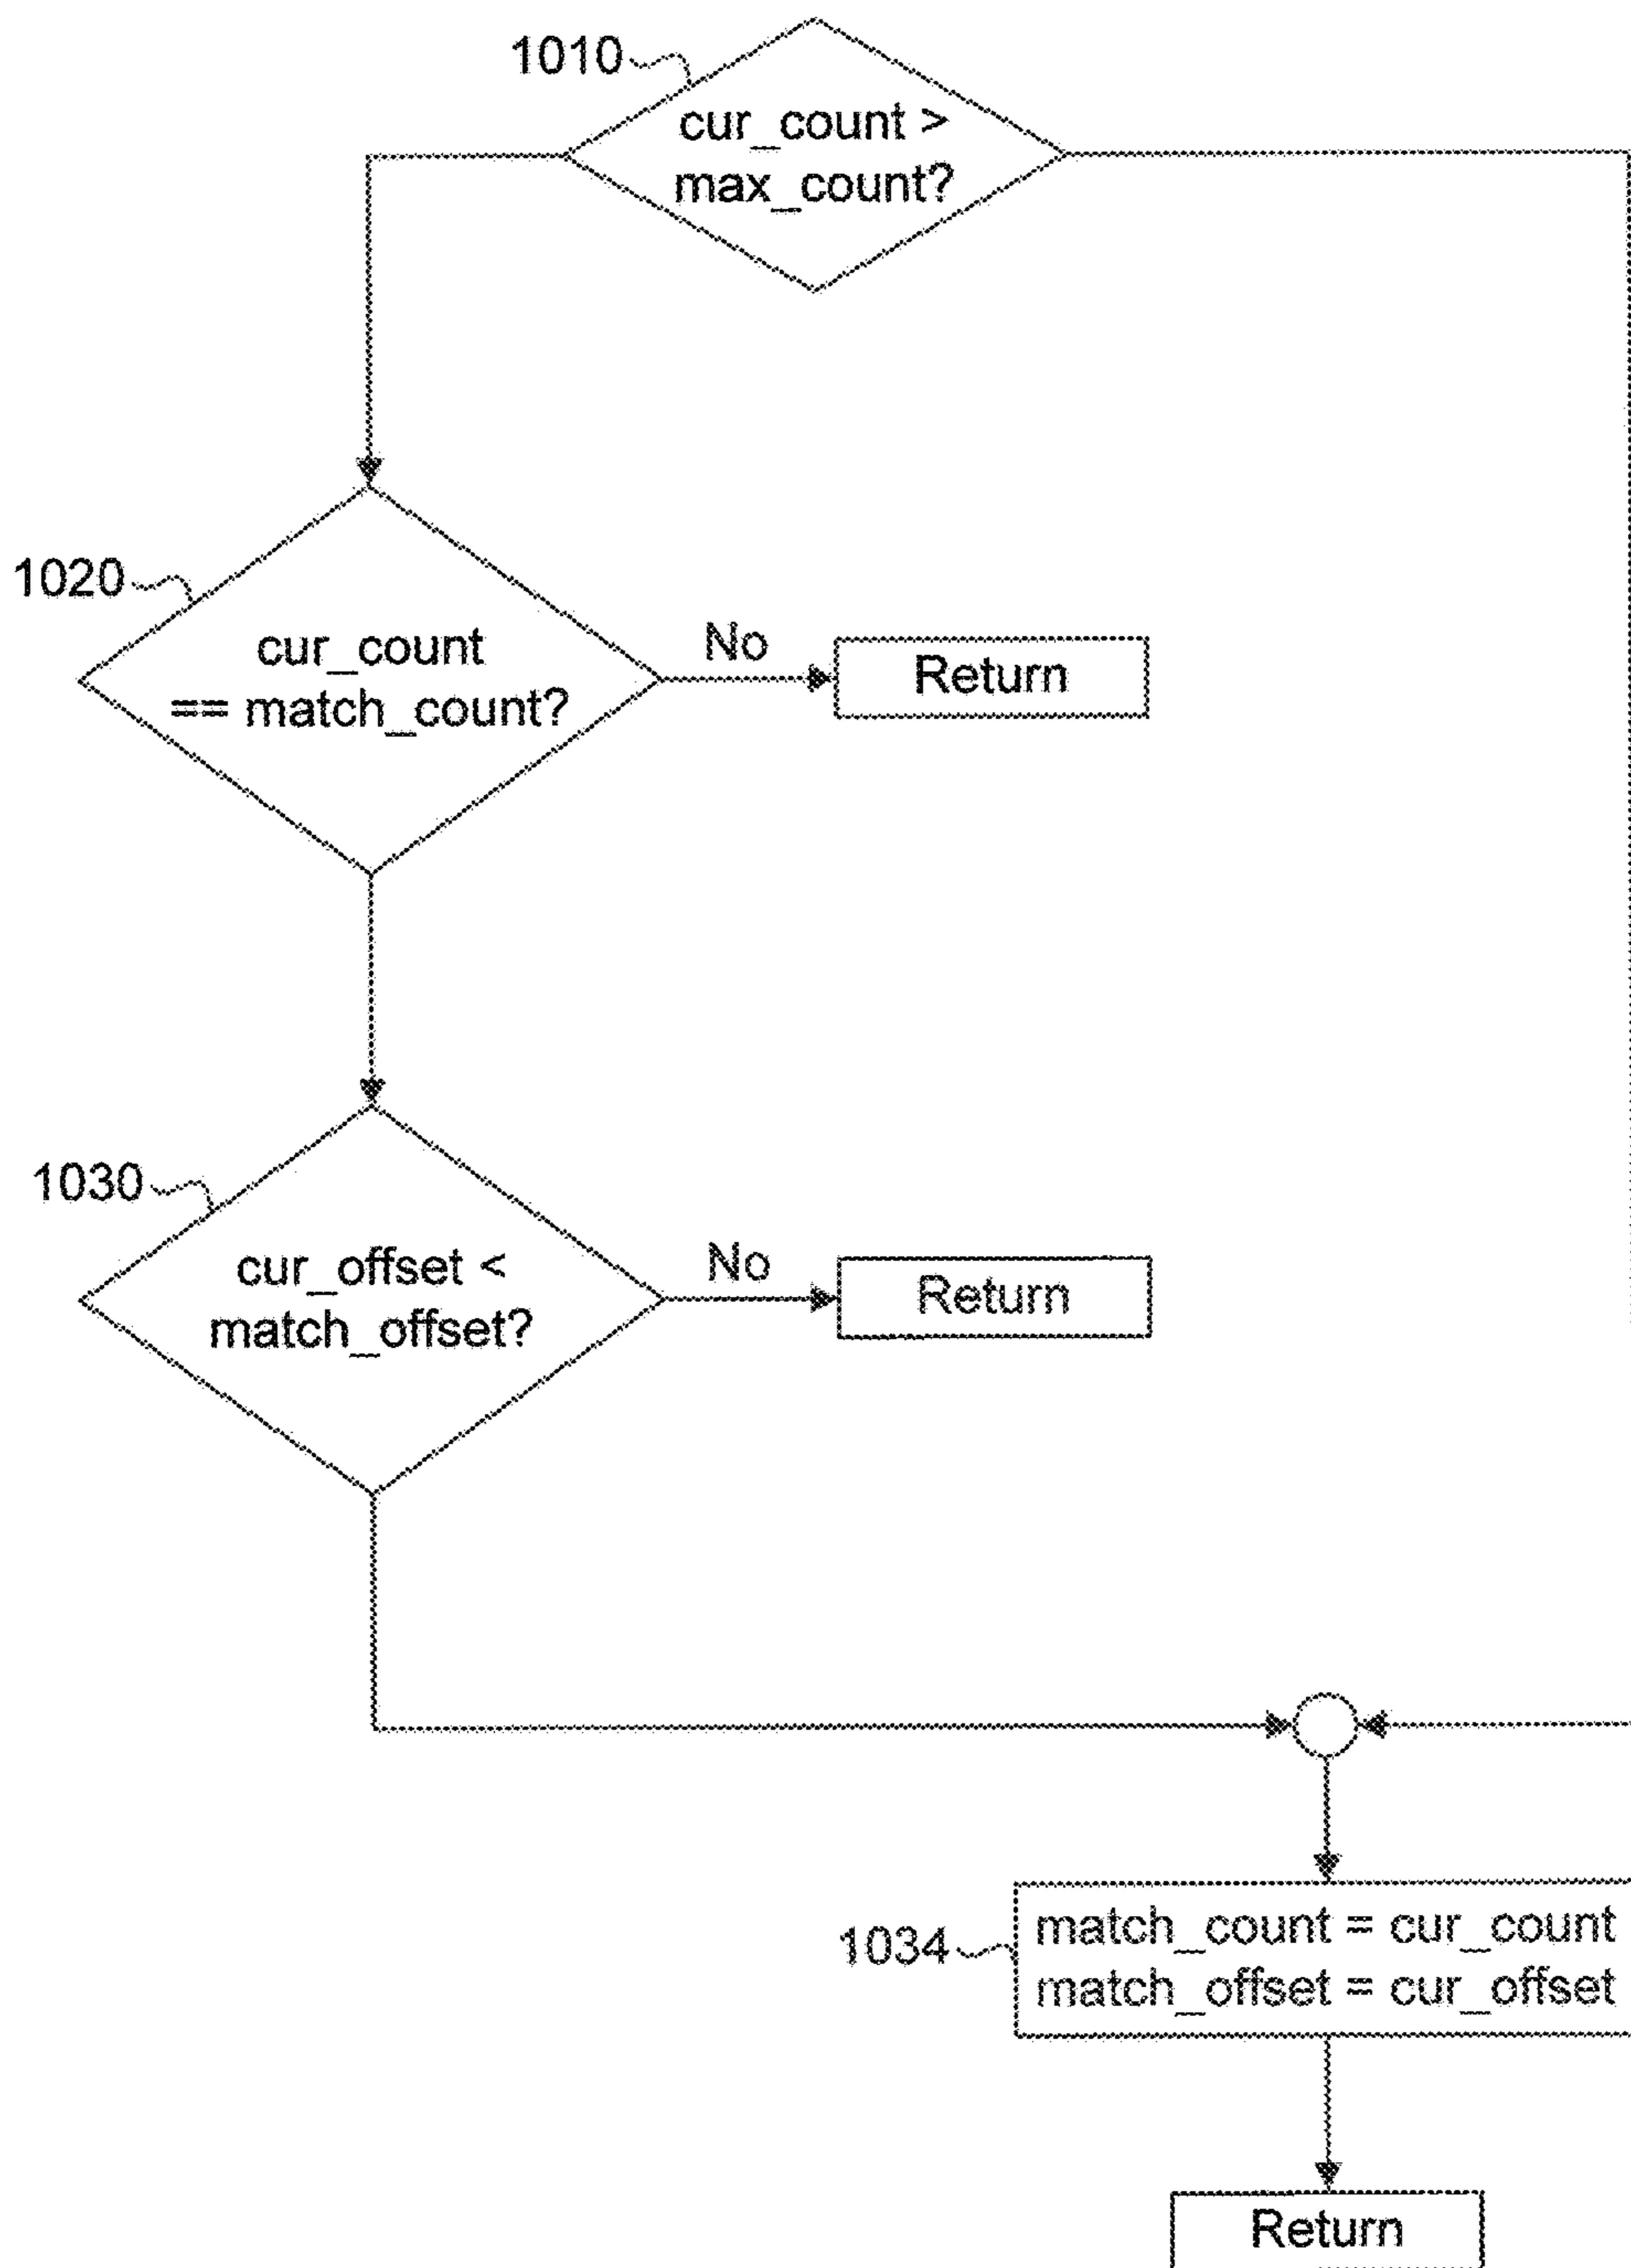 1010
cur_count >
max_count?
1020
cur_count
== match_count?
No
Return
1030
cur_offset <
match_offset?
No
Return
1034
match_count = cur_count
match_offset = cur_offset
Return